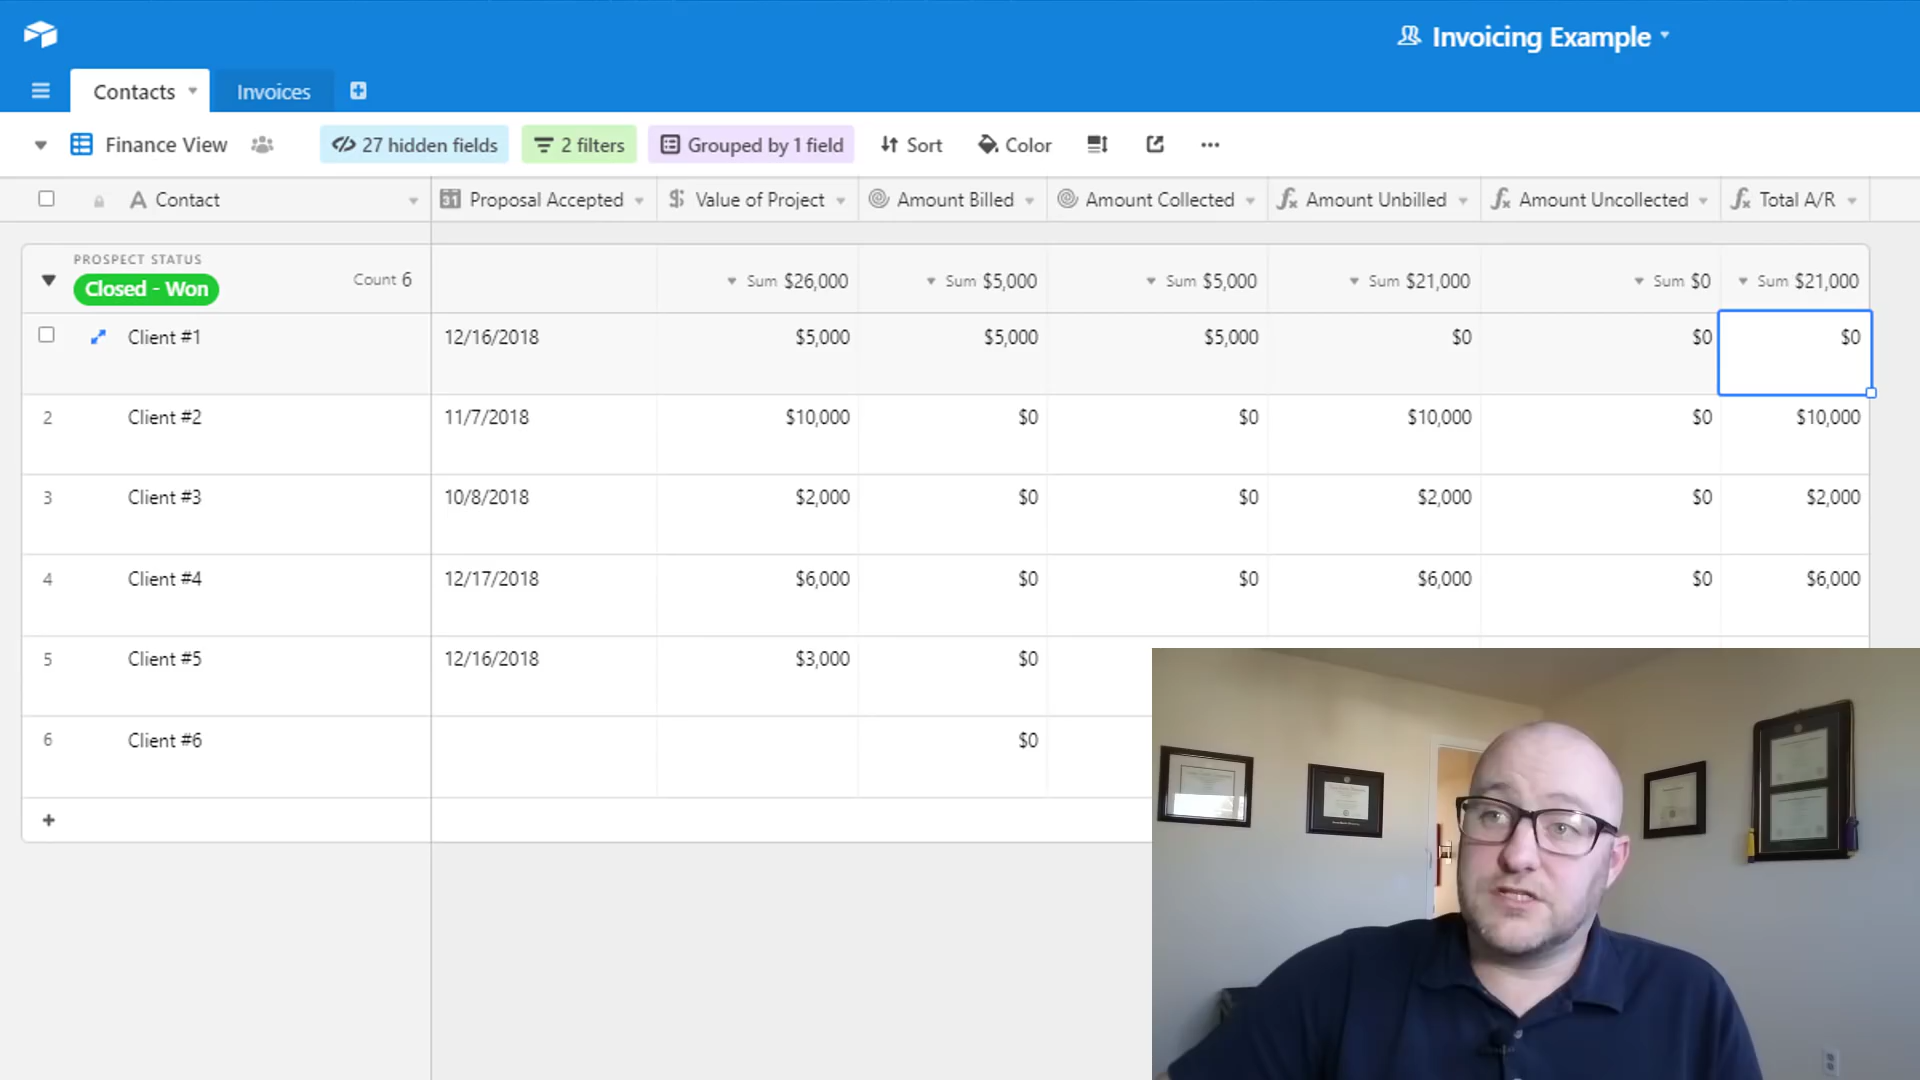 Invoicing Example
Contacts Invoices
Finance View 27 hidden fields 2 filters Grouped by 1 field Sort Color
Contact Proposal Accepted Value of Project Amount Billed Amount Collected Amount Unbilled Amount Uncollected Total A/R
PROSPECT STATUS
Closed - Won Count 6 Sum $26,000 Sum $5,000 Sum $5,000 Sum $21,000 Sum $0 Sum $21,000
Client #1 12/16/2018 $5,000 $5,000 $5,000 $0 $0 $0
2 Client #2 11/7/2018 $10,000 $0 $0 $10,000 $0 $10,000
3 Client #3 10/8/2018 $2,000 $0 $0 $2,000 $0 $2,000
4 Client #4 12/17/2018 $6,000 $0 $0 $6,000 $0 $6,000
5 Client #5 12/16/2018 $3,000 $0
6 Client #6 $0